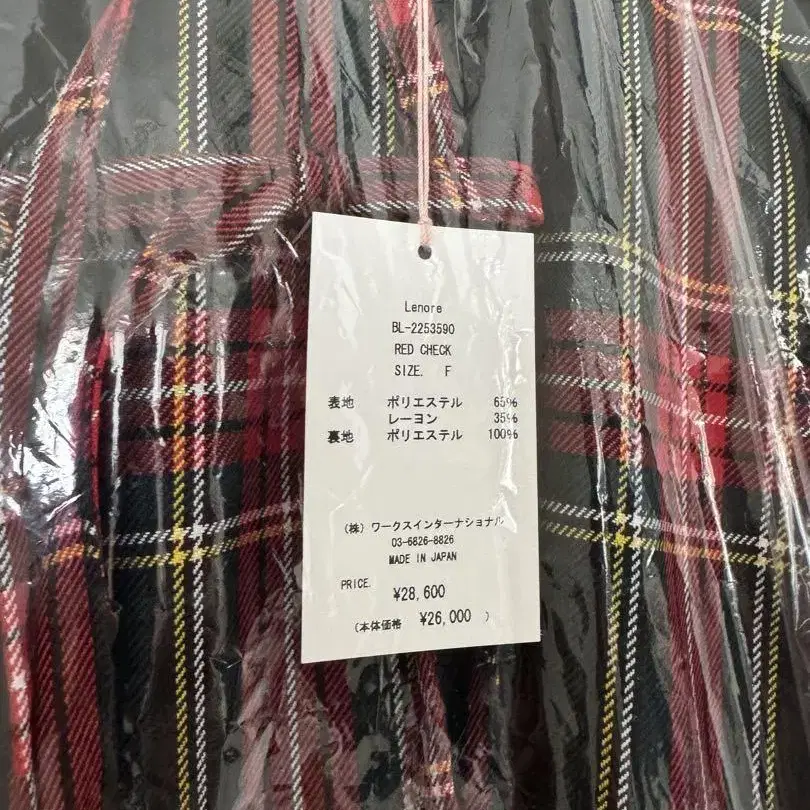 Lenore
BL-2253590
RED CHECK
SIZE. F
表地 ポリエステル 65%
レーヨン 35%
裏地 ポリエステル 100%
(株)ワークスインターナショナル
03-6826-8826
MADE IN JAPAN
PRICE. ¥28,600
(本体価格 ¥26,000 )